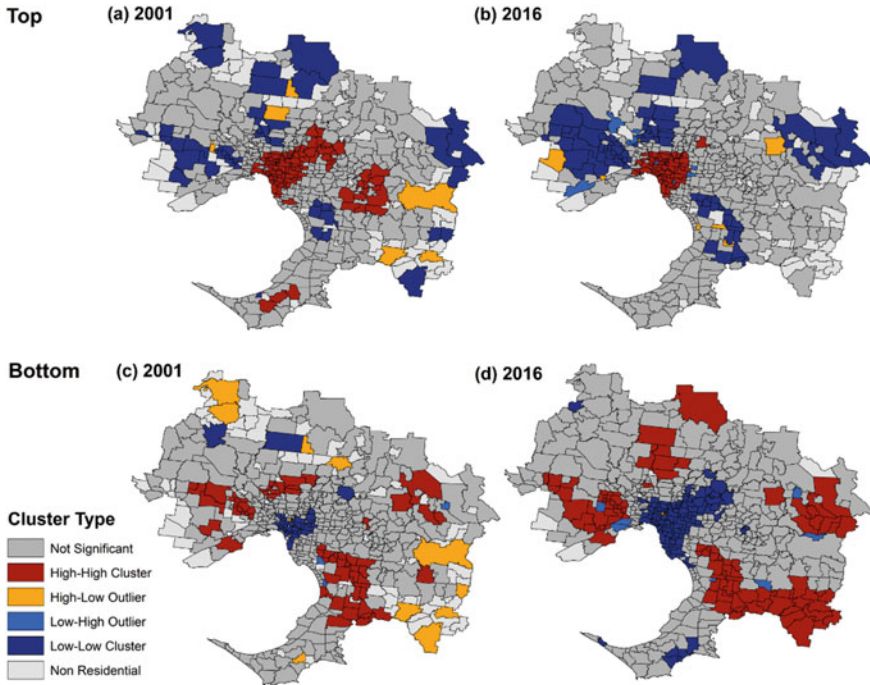 Top
(a) 2001
(b) 2016
Bottom
(c) 2001
(d) 2016
Cluster Type
Not Significant
High-High Cluster
High-Low Outlier
Low-High Outlier
Low-Low Cluster
Non Residential